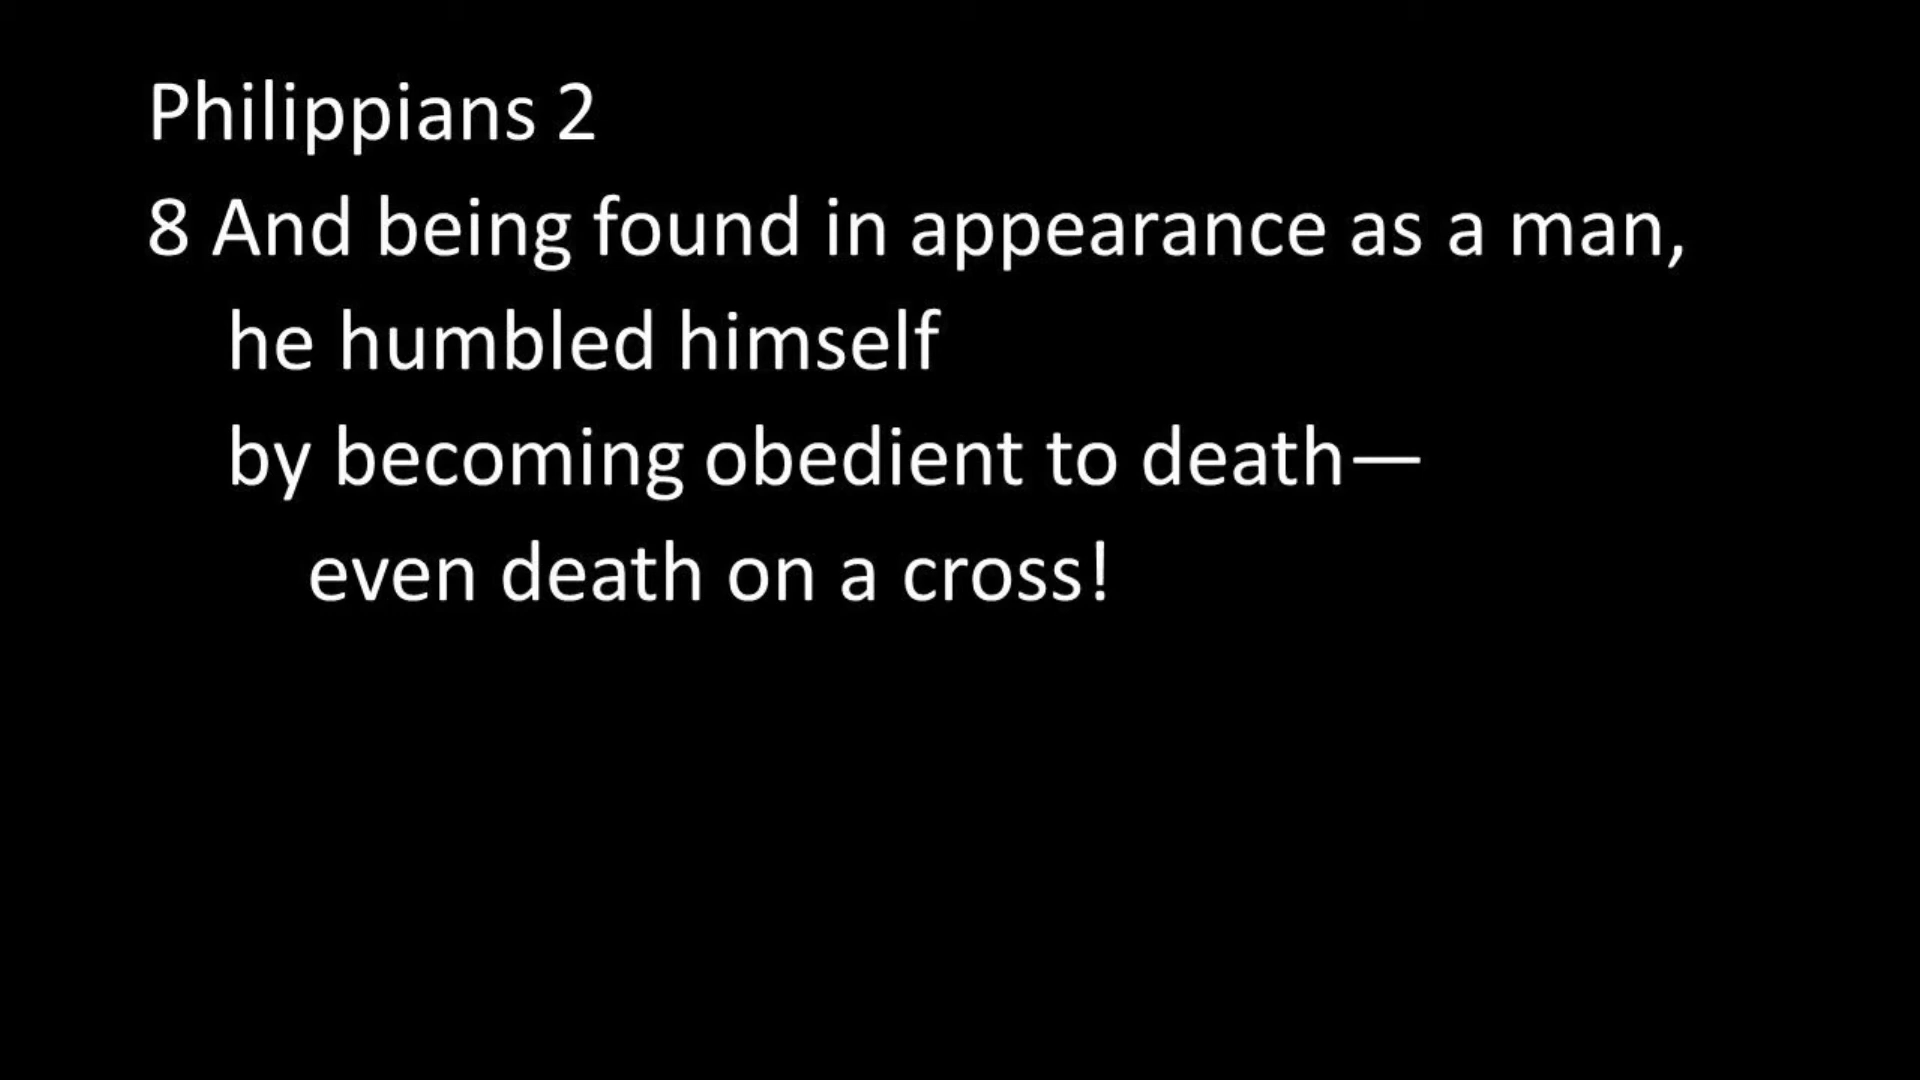 Philippians 2
8 And being found in appearance as a man,
he humbled himself
by becoming obedient to death—
even death on a cross!